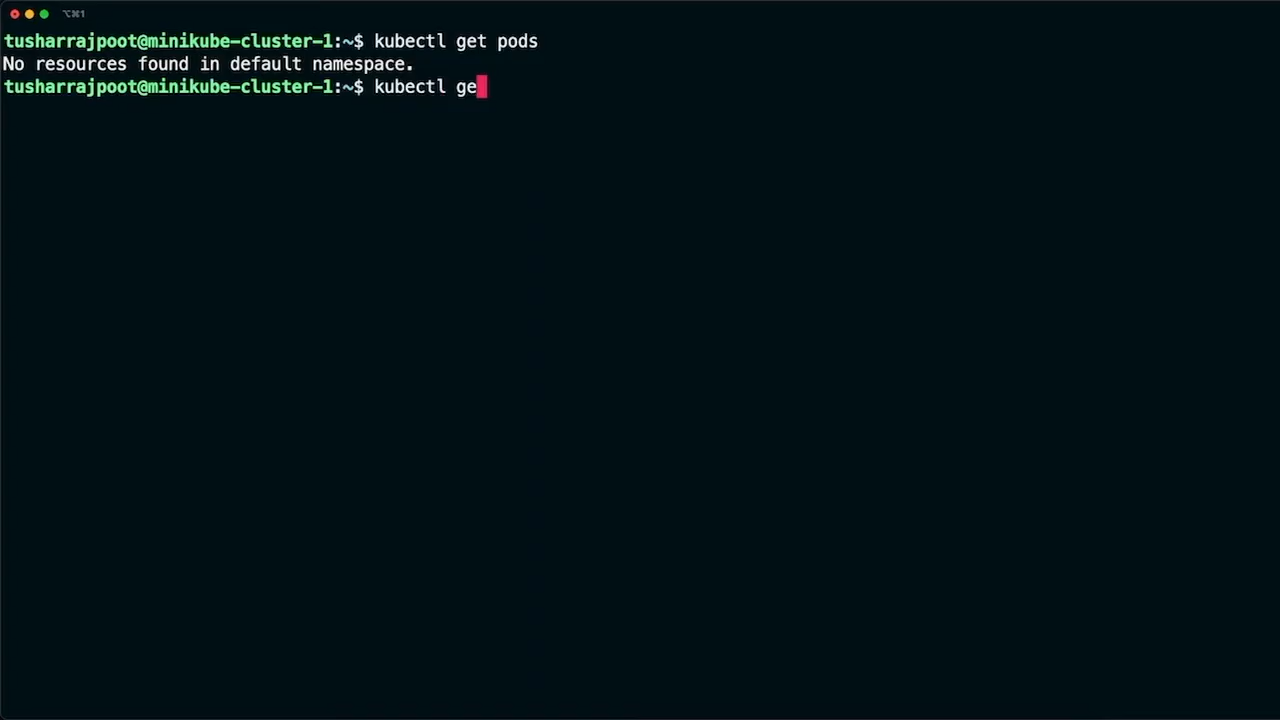 ⌥⌘1
tusharrajpoot@minikube-cluster-1:~$ kubectl get pods
No resources found in default namespace.
tusharrajpoot@minikube-cluster-1:~$ kubectl ge